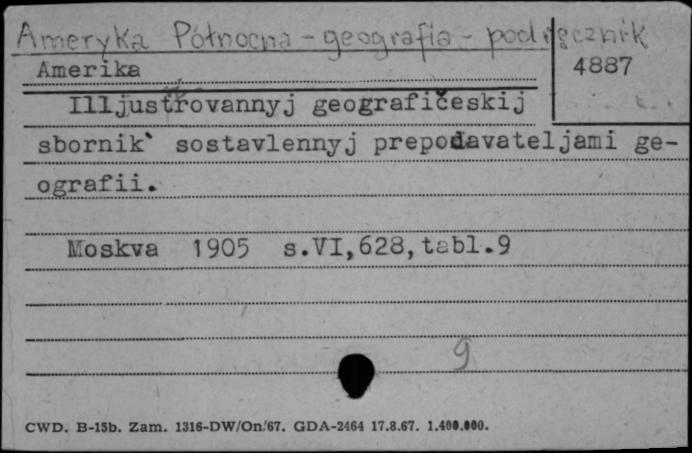 Ameryka Północna - geografia - podręcznik
Amerika 4887
Illjustrovannyj geografičeskij
sbornik` sostavlennyj prepodavateljami ge-
ografii.
Moskva 1905 s.VI,628,tabl.9
9
CWD. B-15b. Zam. 1316-DW/On/67. GDA-2464 17.8.67. 1.400.000.